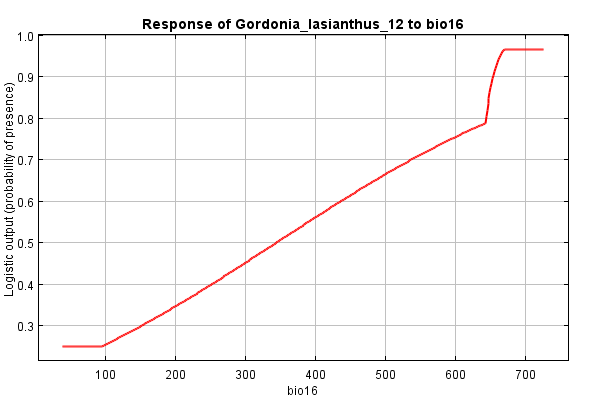 Response of Gordonia_lasianthus_12 to bio16
Logistic output (probability of presence)
1.0
0.9
0.8
0.7
0.6
0.5
0.4
0.3
100 200 300 400 500 600 700
bio16